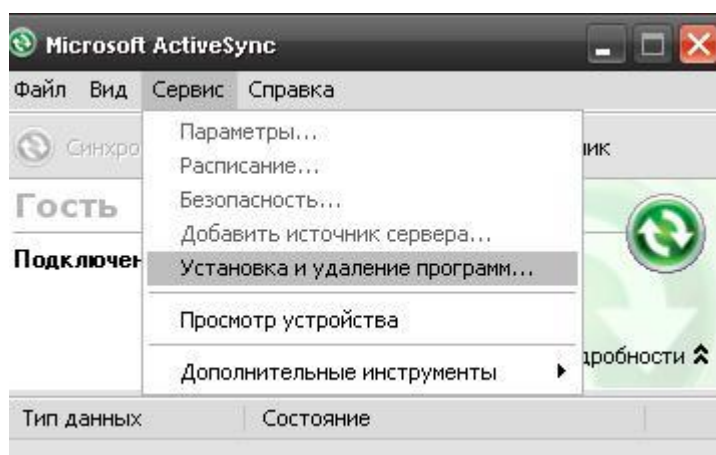 Microsoft ActiveSync
Файл Вид Сервис Справка
Параметры...
Расписание...
Безопасность...
Гость
Добавить источник сервера...
Установка и удаление программ...
Просмотр устройства
Дополнительные инструменты
Тип данных Состояние